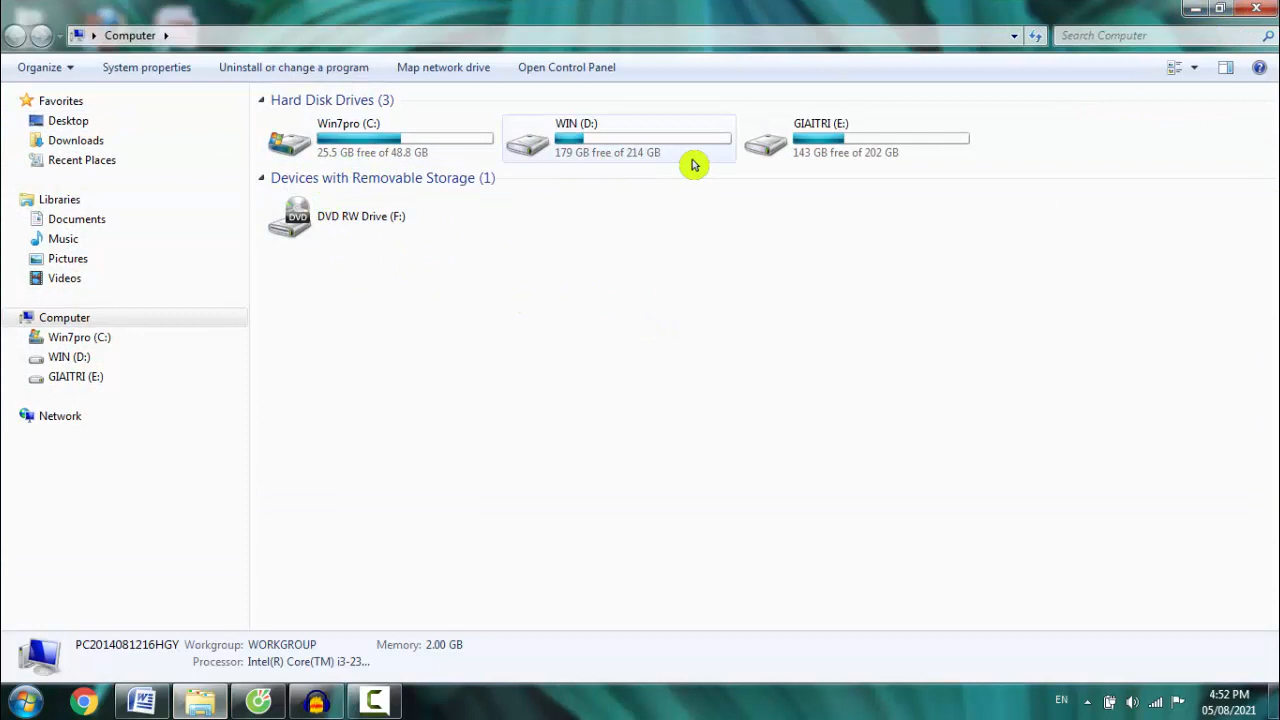 Computer
Search Computer
Organize
System properties
Uninstall or change a program
Map network drive
Open Control Panel
Favorites
Desktop
Downloads
Recent Places
Libraries
Documents
Music
Pictures
Videos
Computer
Win7pro (C:)
WIN (D:)
GIAITRI (E:)
Network
Hard Disk Drives (3)
Win7pro (C:)
25.5 GB free of 48.8 GB
WIN (D:)
179 GB free of 214 GB
GIAITRI (E:)
143 GB free of 202 GB
Devices with Removable Storage (1)
DVD
DVD RW Drive (F:)
PC2014081216HGY Workgroup: WORKGROUP Memory: 2.00 GB
Processor: Intel(R) Core(TM) i3-23...
EN
4:52 PM
05/08/2021